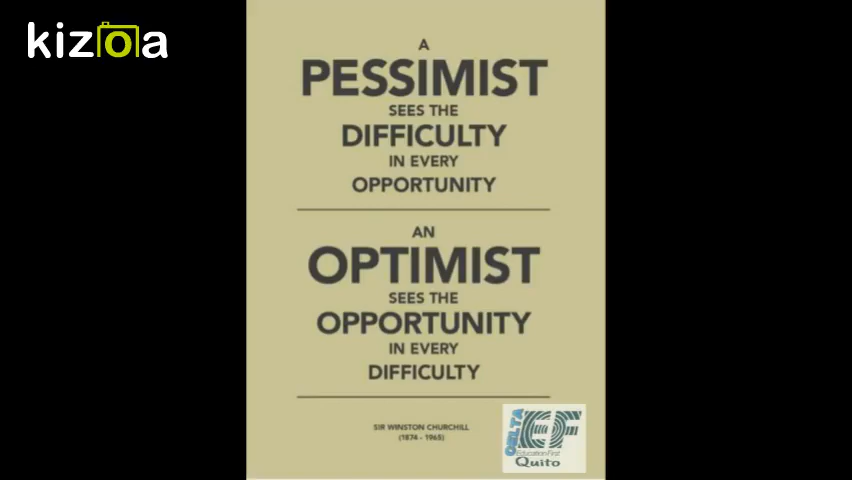 kizoa
A
PESSIMIST
SEES THE
DIFFICULTY
IN EVERY
OPPORTUNITY
AN
OPTIMIST
SEES THE
OPPORTUNITY
IN EVERY
DIFFICULTY
SIR WINSTON CHURCHILL
(1874 - 1965)
DELTA
EF
Education First
Quito